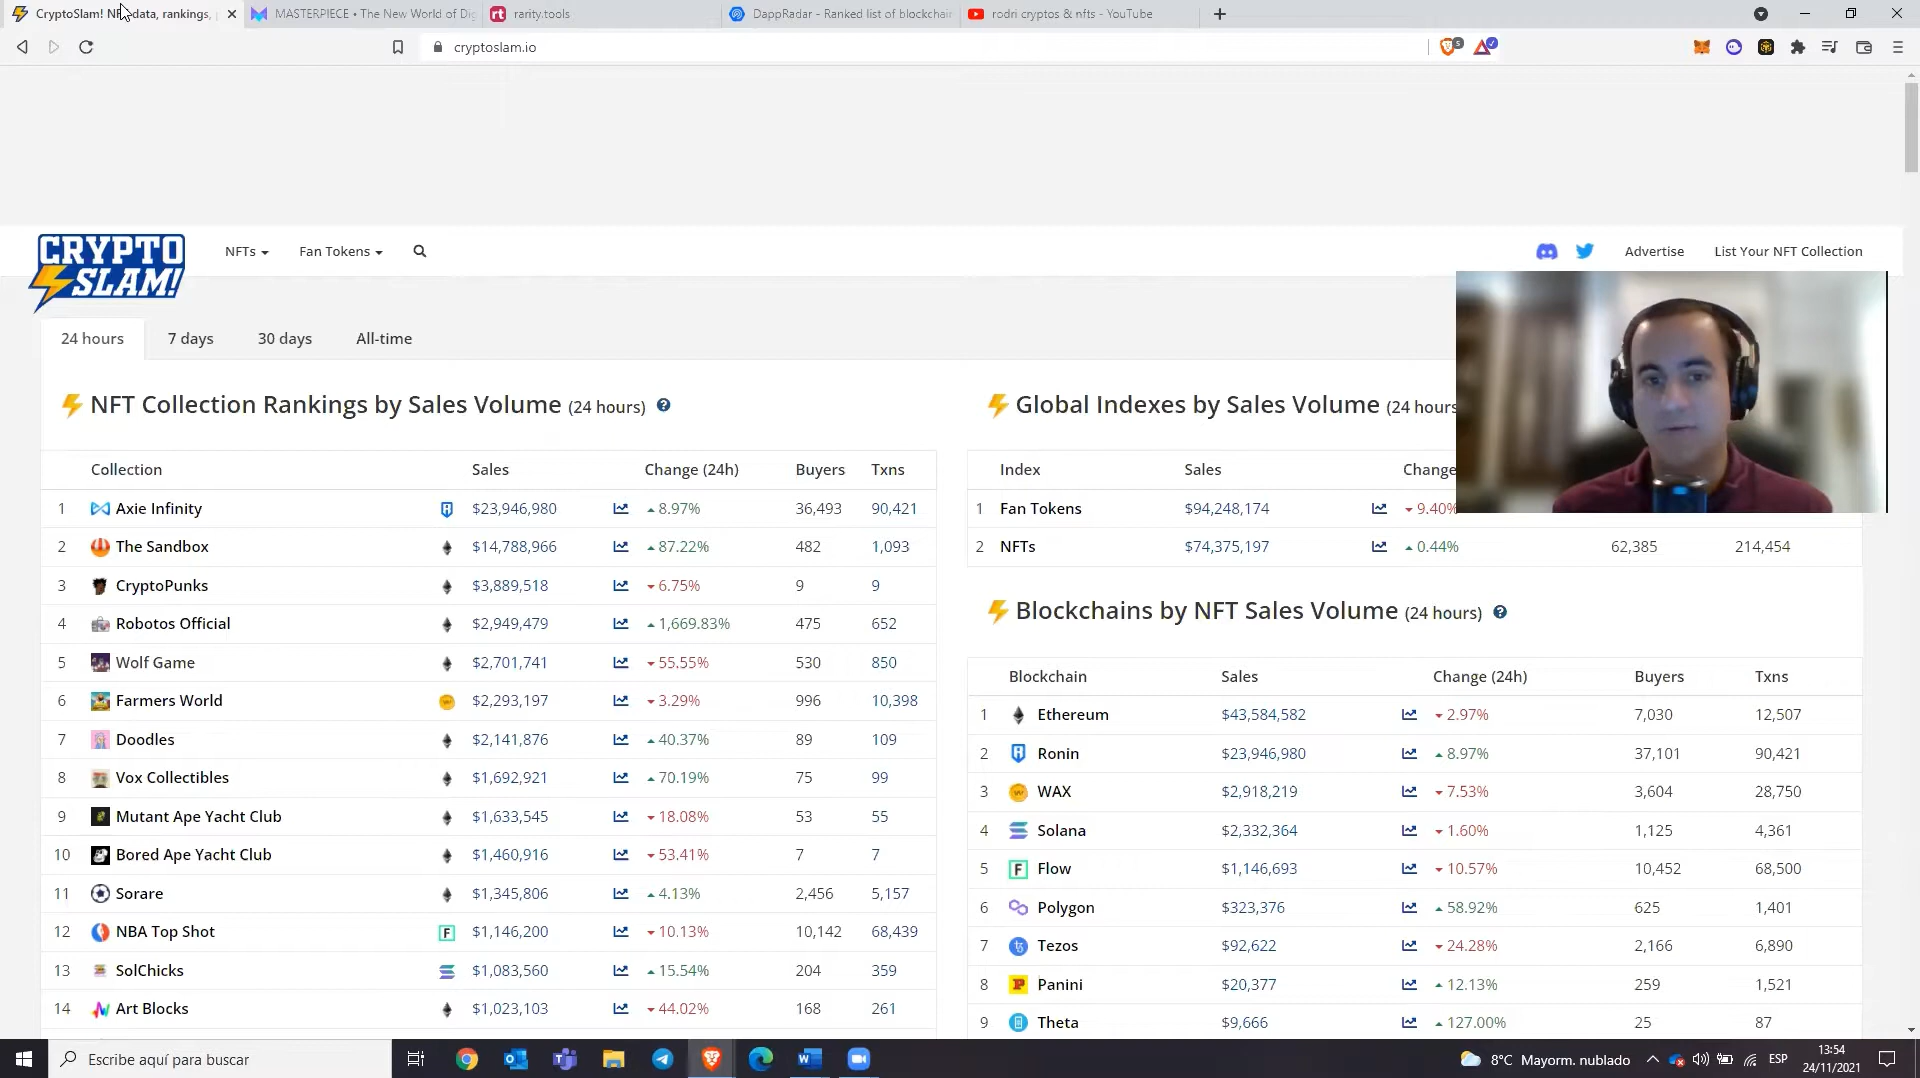 CryptoSlam! NFT data, rankings,
MASTERPIECE • The New World of Dig
rarity.tools
DappRadar - Ranked list of blockchain
rodri cryptos & nfts - YouTube
cryptoslam.io
CRYPTO SLAM!
NFTs
Fan Tokens
Advertise
List Your NFT Collection
24 hours 7 days 30 days All-time
NFT Collection Rankings by Sales Volume (24 hours)
Collection Sales Change (24h) Buyers Txns
1 Axie Infinity $23,946,980 8.97% 36,493 90,421
2 The Sandbox $14,788,966 87.22% 482 1,093
3 CryptoPunks $3,889,518 6.75% 9 9
4 Robotos Official $2,949,479 1,669.83% 475 652
5 Wolf Game $2,701,741 55.55% 530 850
6 Farmers World $2,293,197 3.29% 996 10,398
7 Doodles $2,141,876 40.37% 89 109
8 Vox Collectibles $1,692,921 70.19% 75 99
9 Mutant Ape Yacht Club $1,633,545 18.08% 53 55
10 Bored Ape Yacht Club $1,460,916 53.41% 7 7
11 Sorare $1,345,806 4.13% 2,456 5,157
12 NBA Top Shot $1,146,200 10.13% 10,142 68,439
13 SolChicks $1,083,560 15.54% 204 359
14 Art Blocks $1,023,103 44.02% 168 261
Global Indexes by Sales Volume (24 hours
Index Sales Change
1 Fan Tokens $94,248,174 9.40%
2 NFTs $74,375,197 0.44% 62,385 214,454
Blockchains by NFT Sales Volume (24 hours)
Blockchain Sales Change (24h) Buyers Txns
1 Ethereum $43,584,582 2.97% 7,030 12,507
2 Ronin $23,946,980 8.97% 37,101 90,421
3 WAX $2,918,219 7.53% 3,604 28,750
4 Solana $2,332,364 1.60% 1,125 4,361
5 Flow $1,146,693 10.57% 10,452 68,500
6 Polygon $323,376 58.92% 625 1,401
7 Tezos $92,622 24.28% 2,166 6,890
8 Panini $20,377 12.13% 259 1,521
9 Theta $9,666 127.00% 25 87
Escribe aquí para buscar
8°C Mayorm. nublado
ESP
13:54
24/11/2021